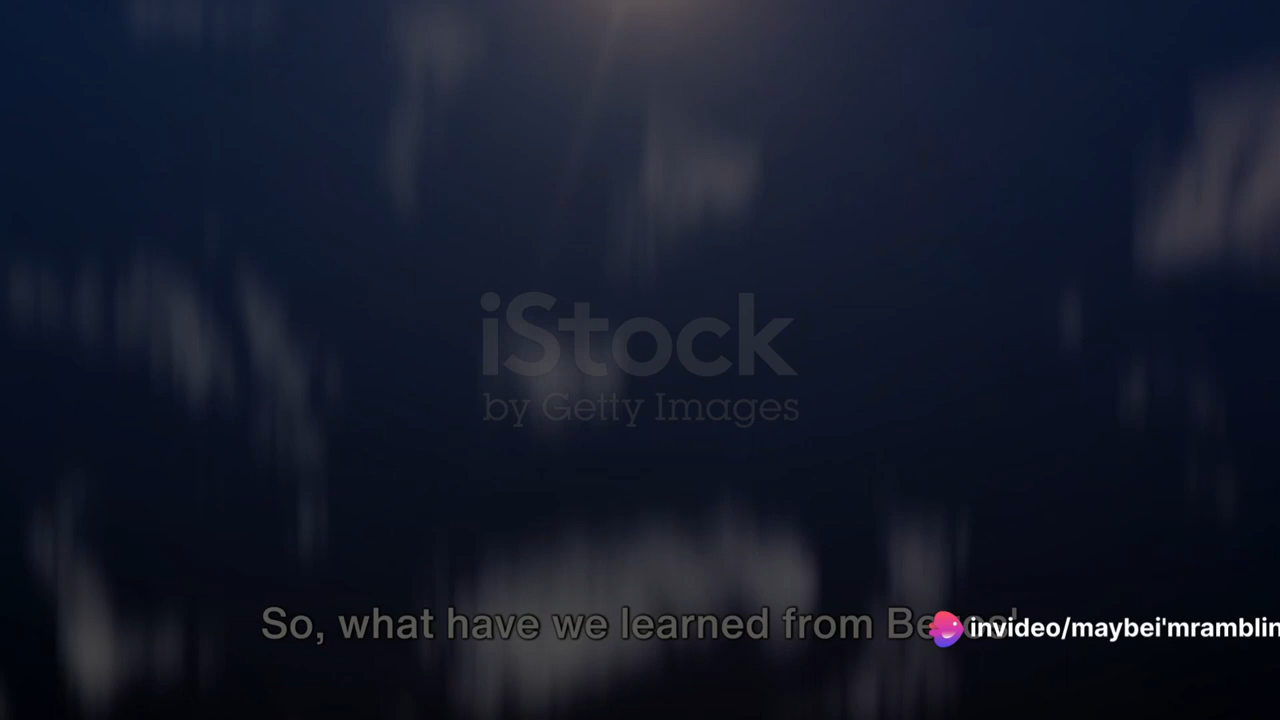 iStock
by Getty Images
So, what have we learned from
invideo/maybei'mramblin